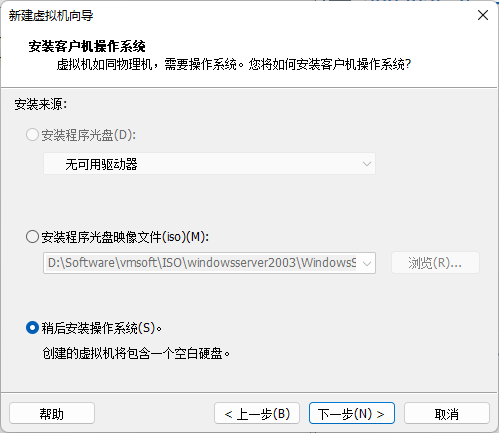 新建虚拟机向导
安装客户机操作系统
虚拟机如同物理机，需要操作系统。您将如何安装客户机操作系统?
安装来源:
安装程序光盘(D):
无可用驱动器
安装程序光盘映像文件(iso)(M):
D:\Software\vmsoft\ISO\windowsserver2003\WindowsS
浏览(R)...
稍后安装操作系统(S)。
创建的虚拟机将包含一个空白硬盘。
帮助
< 上一步(B)
下一步(N) >
取消